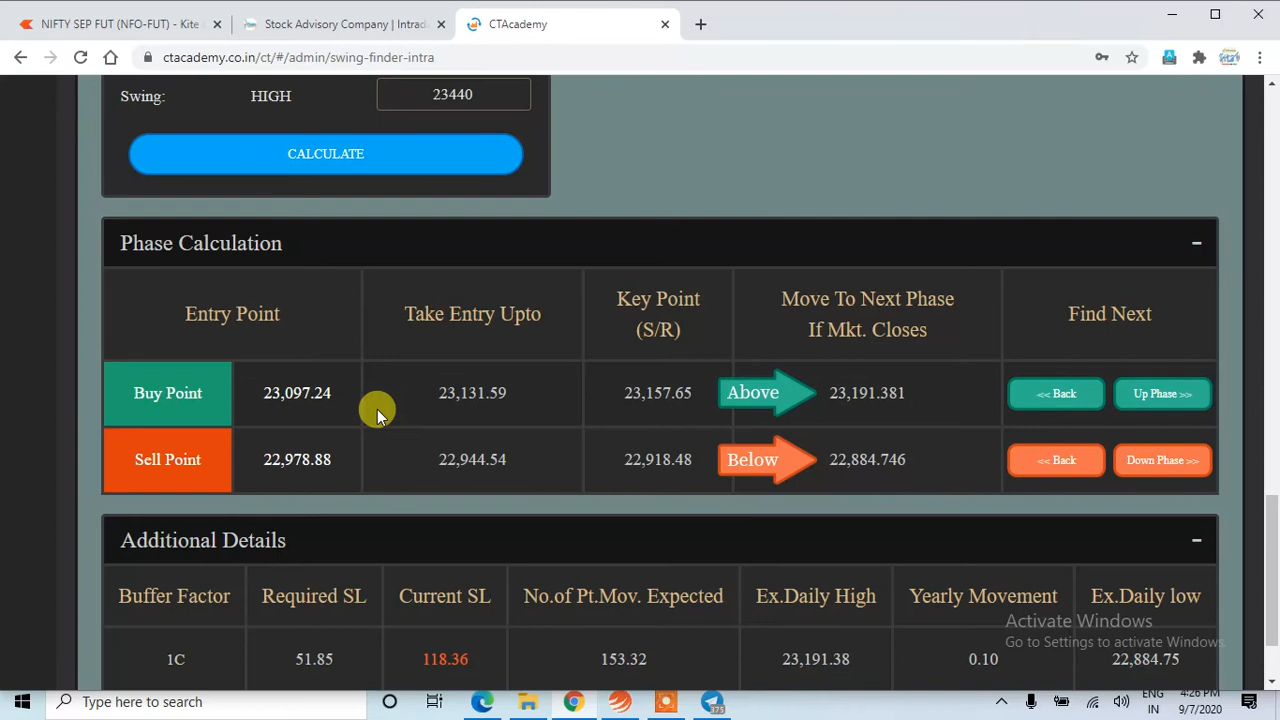 NIFTY SEP FUT (NFO-FUT) - Kite
Stock Advisory Company | Intrad
CTAcademy
ctacademy.co.in/ct/#/admin/swing-finder-intra
Swing: HIGH 23440
CALCULATE
Phase Calculation
Entry Point Take Entry Upto Key Point (S/R) Move To Next Phase If Mkt. Closes Find Next
Buy Point 23,097.24 23,131.59 23,157.65 Above 23,191.381 << Back Up Phase >>
Sell Point 22,978.88 22,944.54 22,918.48 Below 22,884.746 << Back Down Phase >>
Additional Details
Buffer Factor Required SL Current SL No.of Pt.Mov. Expected Ex.Daily High Yearly Movement Ex.Daily low
Activate Windows
Go to Settings to activate Windows.
1C 51.85 118.36 153.32 23,191.38 0.10 22,884.75
Type here to search
375
ENG
IN
4:26 PM
9/7/2020